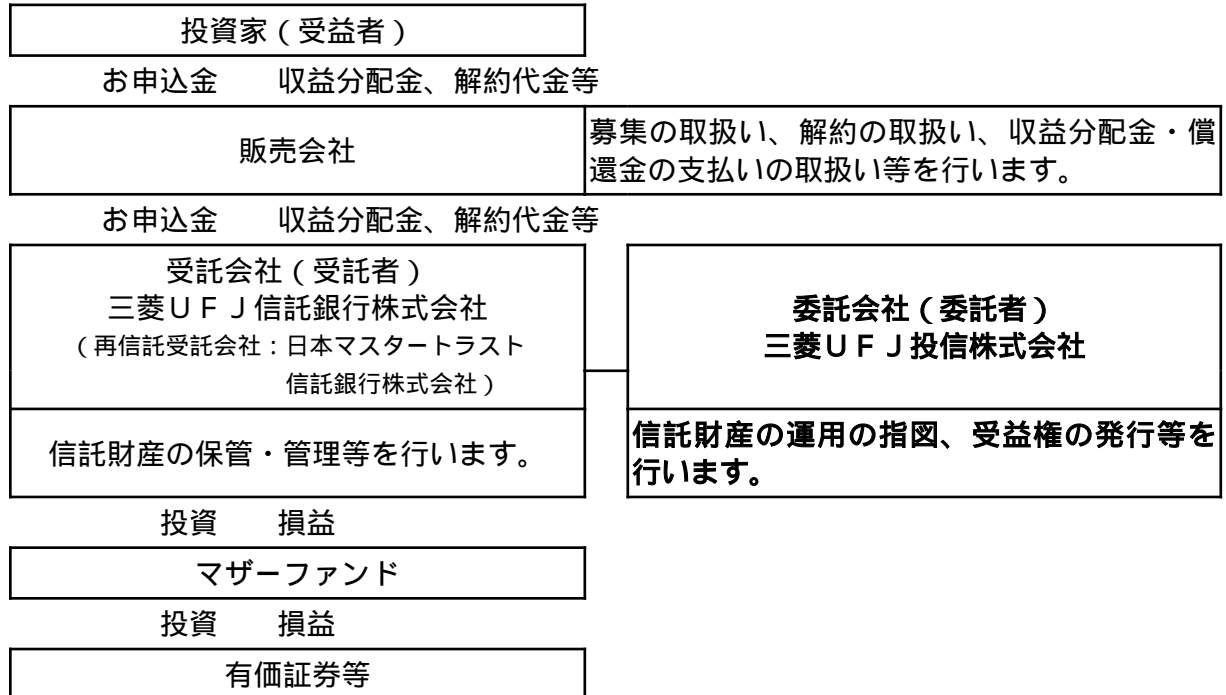 投資家(受益者)
お申込金　　収益分配金、解約代金等
販売会社
募集の取扱い、解約の取扱い、収益分配金・償
還金の支払いの取扱い等を行います。
お申込金　　収益分配金、解約代金等
受託会社(受託者)
三菱UFJ信託銀行株式会社
(再信託受託会社:日本マスタートラスト
信託銀行株式会社)
委託会社(委託者)
三菱UFJ投信株式会社
信託財産の保管・管理等を行います。
信託財産の運用の指図、受益権の発行等を
行います。
投資　　損益
マザーファンド
投資　　損益
有価証券等